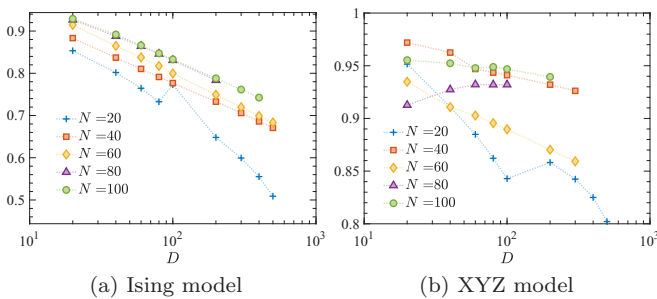 0.9
0.8
0.7
0.6
0.5
N =20
N =40
N =60
N =80
N =100
10^1
10^2
10^3
D
(a) Ising model
1
0.95
0.9
0.85
0.8
N =20
N =40
N =60
N =80
N =100
10^1
10^2
10^3
D
(b) XYZ model